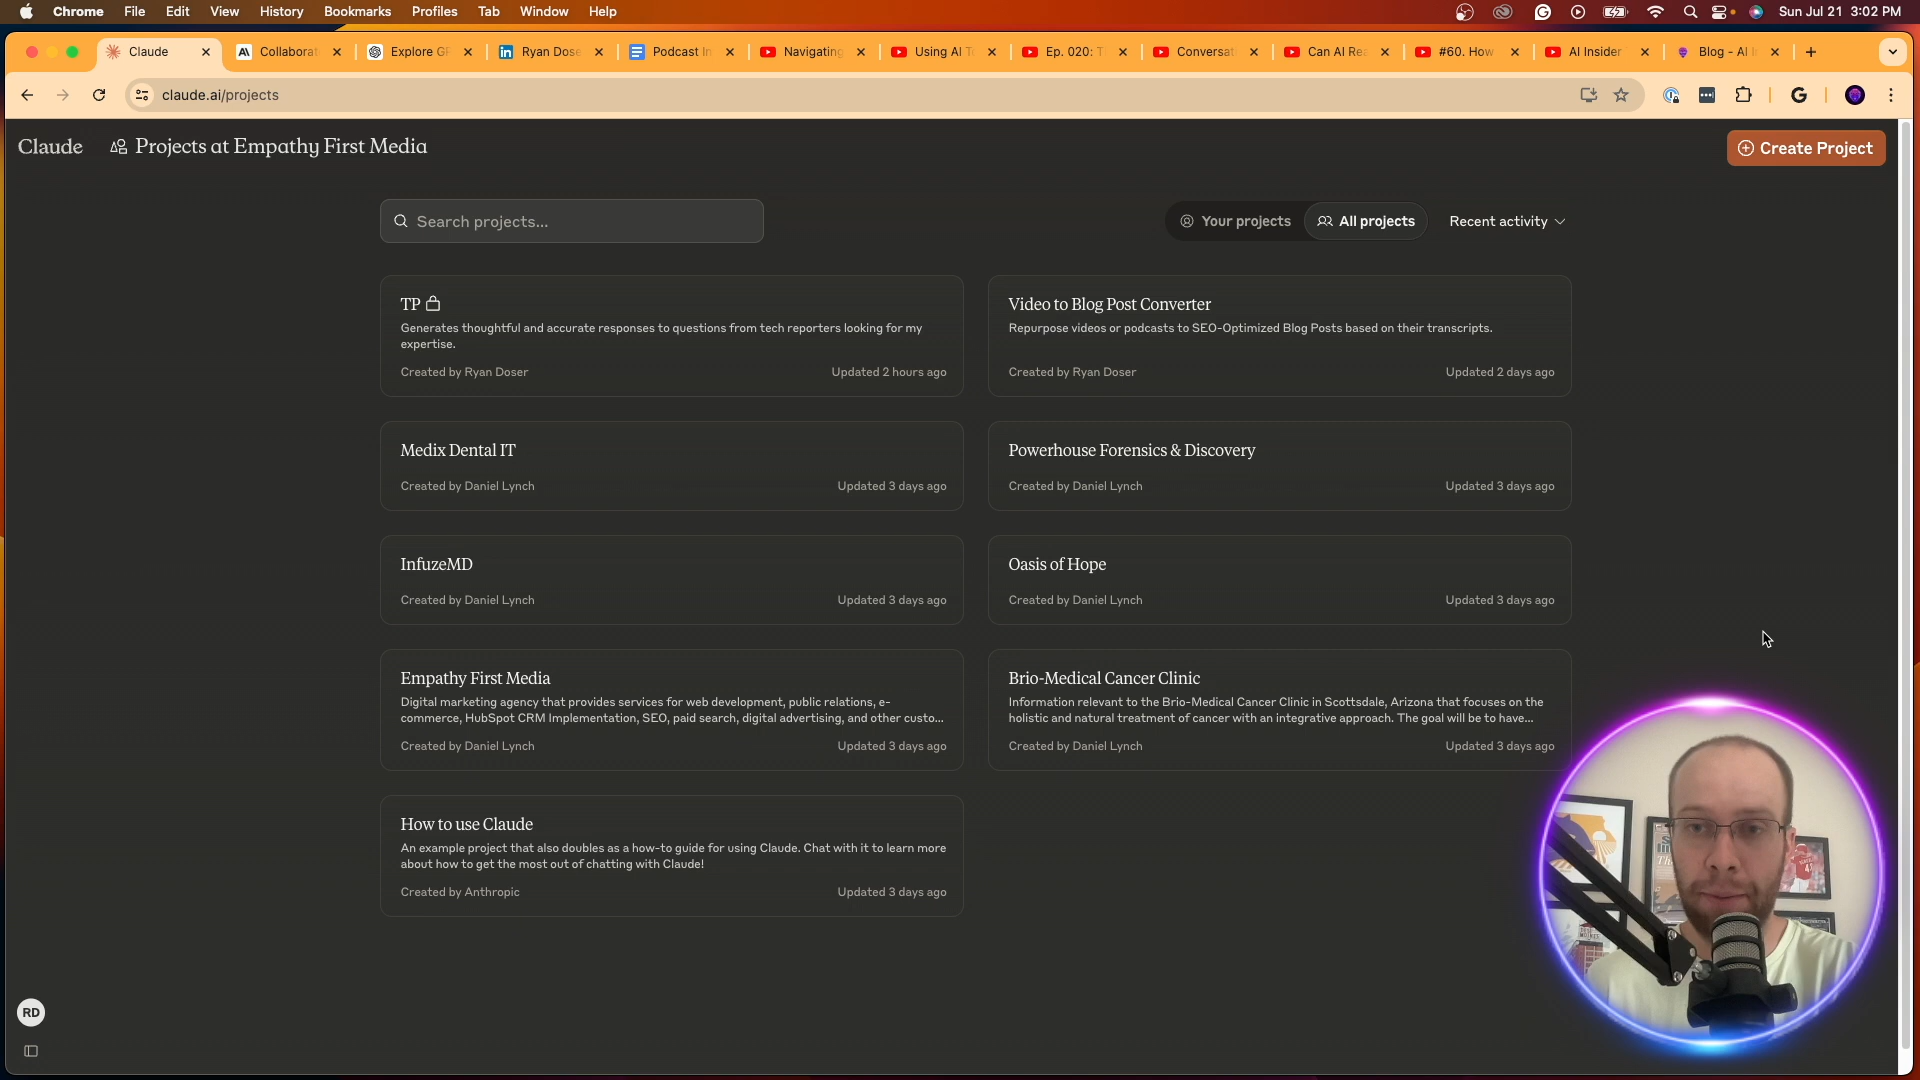 Chrome File Edit View History Bookmarks Profiles Tab Window Help
Sun Jul 21 3:02 PM
Claude
Collaborat
Explore GP
Ryan Dose
Podcast In
Navigating
Using AI To
Ep. 020: T
Conversat
Can AI Rea
#60. How
AI Insider
Blog - AI I
claude.ai/projects
Claude
Projects at Empathy First Media
Create Project
Search projects...
Your projects
All projects
Recent activity
TP
Generates thoughtful and accurate responses to questions from tech reporters looking for my
expertise.
Created by Ryan Doser
Updated 2 hours ago
Video to Blog Post Converter
Repurpose videos or podcasts to SEO-Optimized Blog Posts based on their transcripts.
Created by Ryan Doser
Updated 2 days ago
Medix Dental IT
Created by Daniel Lynch
Updated 3 days ago
Powerhouse Forensics & Discovery
Created by Daniel Lynch
Updated 3 days ago
InfuzeMD
Created by Daniel Lynch
Updated 3 days ago
Oasis of Hope
Created by Daniel Lynch
Updated 3 days ago
Empathy First Media
Digital marketing agency that provides services for web development, public relations, e-
commerce, HubSpot CRM Implementation, SEO, paid search, digital advertising, and other custo...
Created by Daniel Lynch
Updated 3 days ago
Brio-Medical Cancer Clinic
Information relevant to the Brio-Medical Cancer Clinic in Scottsdale, Arizona that focuses on the
holistic and natural treatment of cancer with an integrative approach. The goal will be to have...
Created by Daniel Lynch
Updated 3 days ago
How to use Claude
An example project that also doubles as a how-to guide for using Claude. Chat with it to learn more
about how to get the most out of chatting with Claude!
Created by Anthropic
Updated 3 days ago
RD